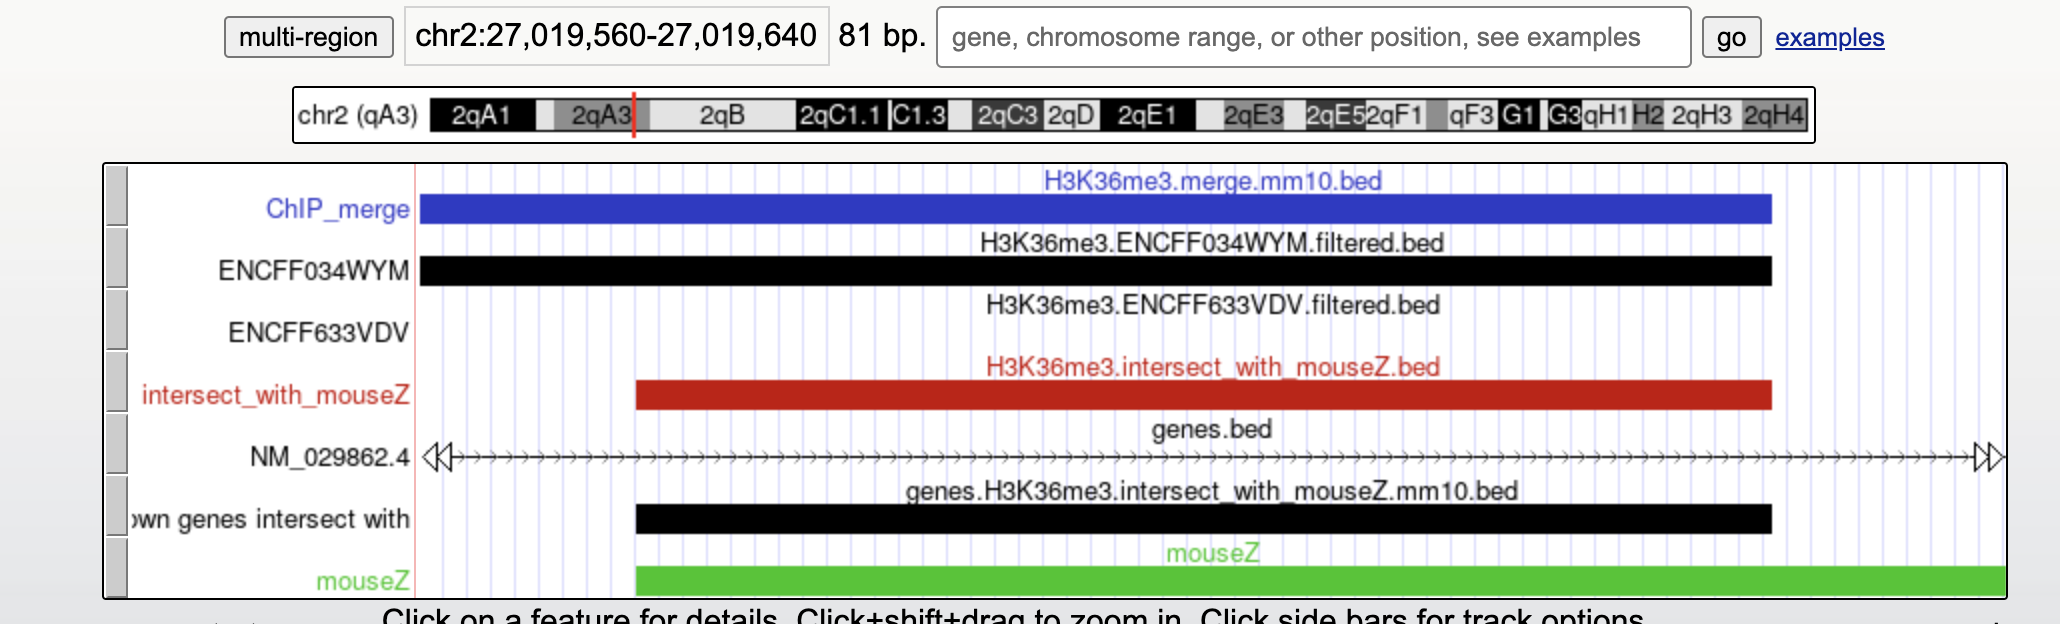 multi-region chr2:27,019,560-27,019,640 81 bp. gene, chromosome range, or other position, see examples go examples
chr2 (qA3) 2qA1 2qA3 2qB 2qC1.1 C1.3 2qC3 2qD 2qE1 2qE3 2qE5 2qF1 qF3 G1 G3 qH1 H2 2qH3 2qH4
H3K36me3.merge.mm10.bed
ChIP_merge
H3K36me3.ENCFF034WYM.filtered.bed
ENCFF034WYM
H3K36me3.ENCFF633VDV.filtered.bed
ENCFF633VDV
H3K36me3.intersect_with_mouseZ.bed
intersect_with_mouseZ
genes.bed
NM_029862.4
genes.H3K36me3.intersect_with_mouseZ.mm10.bed
own genes intersect with
mouseZ
mouseZ
Click on a feature for details. Click+shift+drag to zoom in. Click side bars for track options.